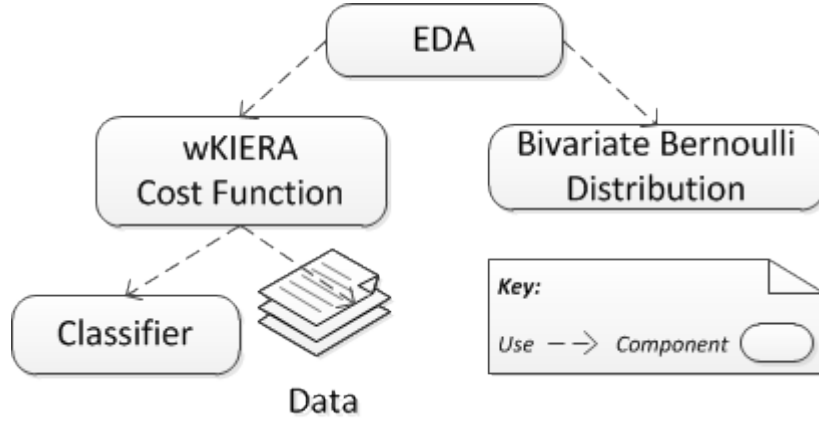 EDA
wKIERA
Cost Function
Bivariate Bernoulli
Distribution
Classifier
Data
Key:
Use Component